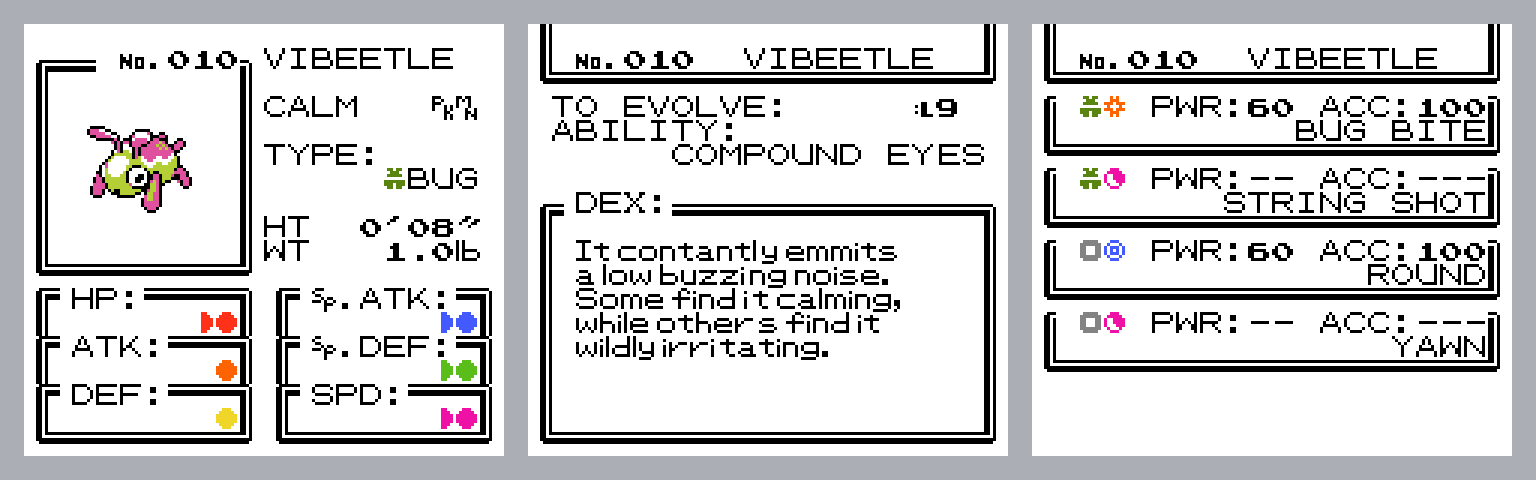 No.010 VIBEETLE
CALM PKMN
TYPE:
BUG
HT 0'08"
WT 1.0lb
HP: Sp.ATK:
ATK: Sp.DEF:
DEF: SPD:
No.010 VIBEETLE
TO EVOLVE: :L9
ABILITY:
COMPOUND EYES
DEX:
It contantly emmits
a low buzzing noise.
Some find it calming,
while other s find it
wildly irritating.
No.010 VIBEETLE
PWR:60 ACC:100
BUG BITE
PWR:-- ACC:---
STRING SHOT
PWR:60 ACC:100
ROUND
PWR:-- ACC:---
YAWN